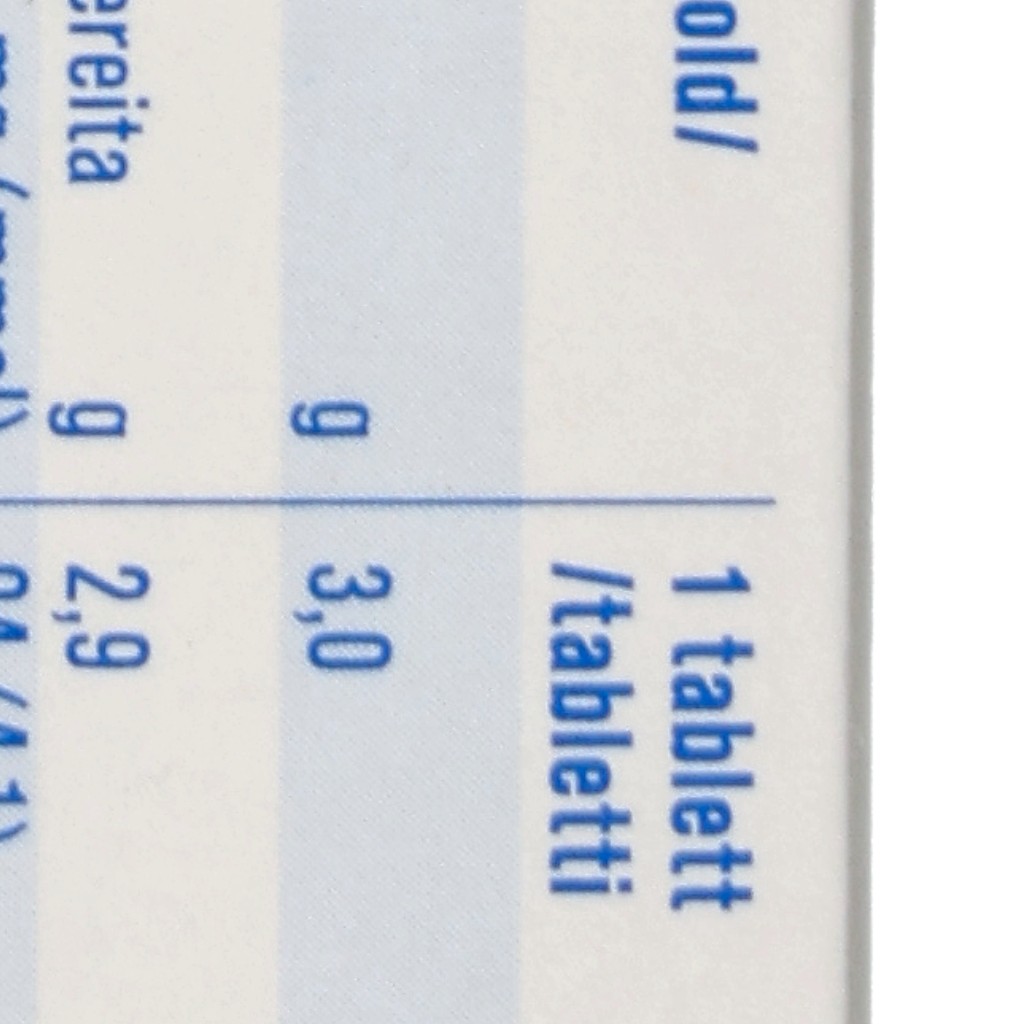 old/ 1 tablett
/tabletti
g 3,0
ereita g 2,9